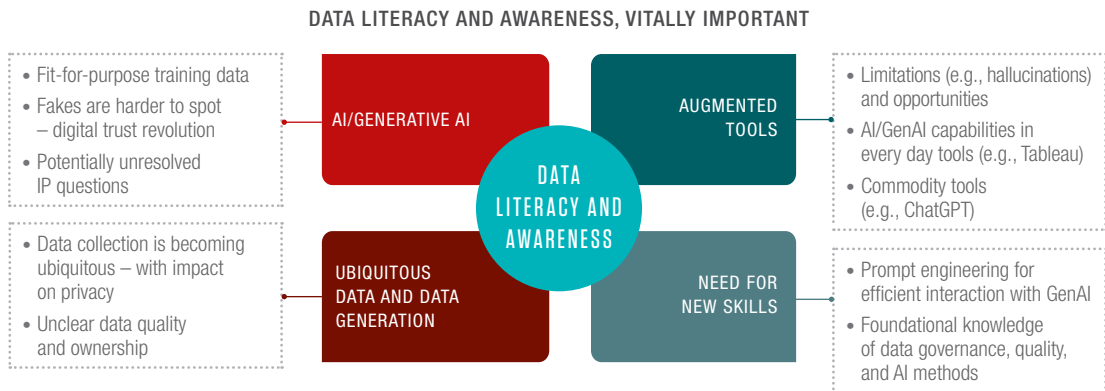 DATA LITERACY AND AWARENESS, VITALLY IMPORTANT
• Fit-for-purpose training data
• Fakes are harder to spot
– digital trust revolution
• Potentially unresolved
IP questions
AI/GENERATIVE AI
AUGMENTED
TOOLS
• Limitations (e.g., hallucinations)
and opportunities
• AI/GenAI capabilities in
every day tools (e.g., Tableau)
• Commodity tools
(e.g., ChatGPT)
DATA
LITERACY AND
AWARENESS
• Data collection is becoming
ubiquitous – with impact
on privacy
• Unclear data quality
and ownership
UBIQUITOUS
DATA AND DATA
GENERATION
NEED FOR
NEW SKILLS
• Prompt engineering for
efficient interaction with GenAI
• Foundational knowledge
of data governance, quality,
and AI methods